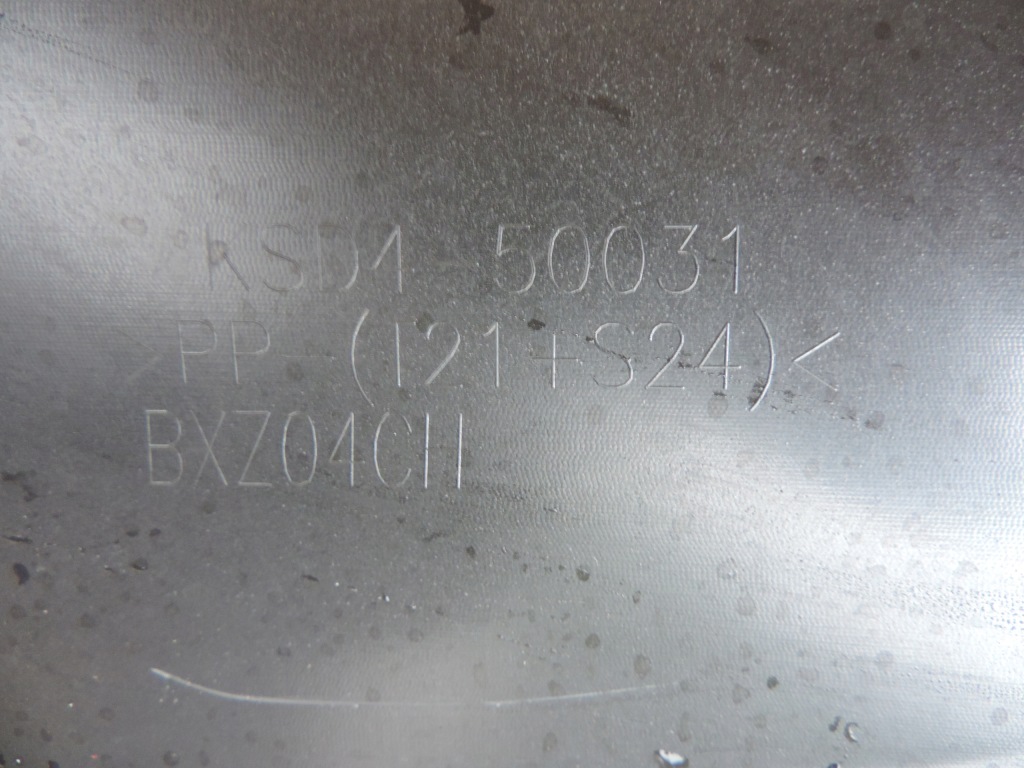 KSD1-50031
>PP-(I21+S24)<
BXZ04CH